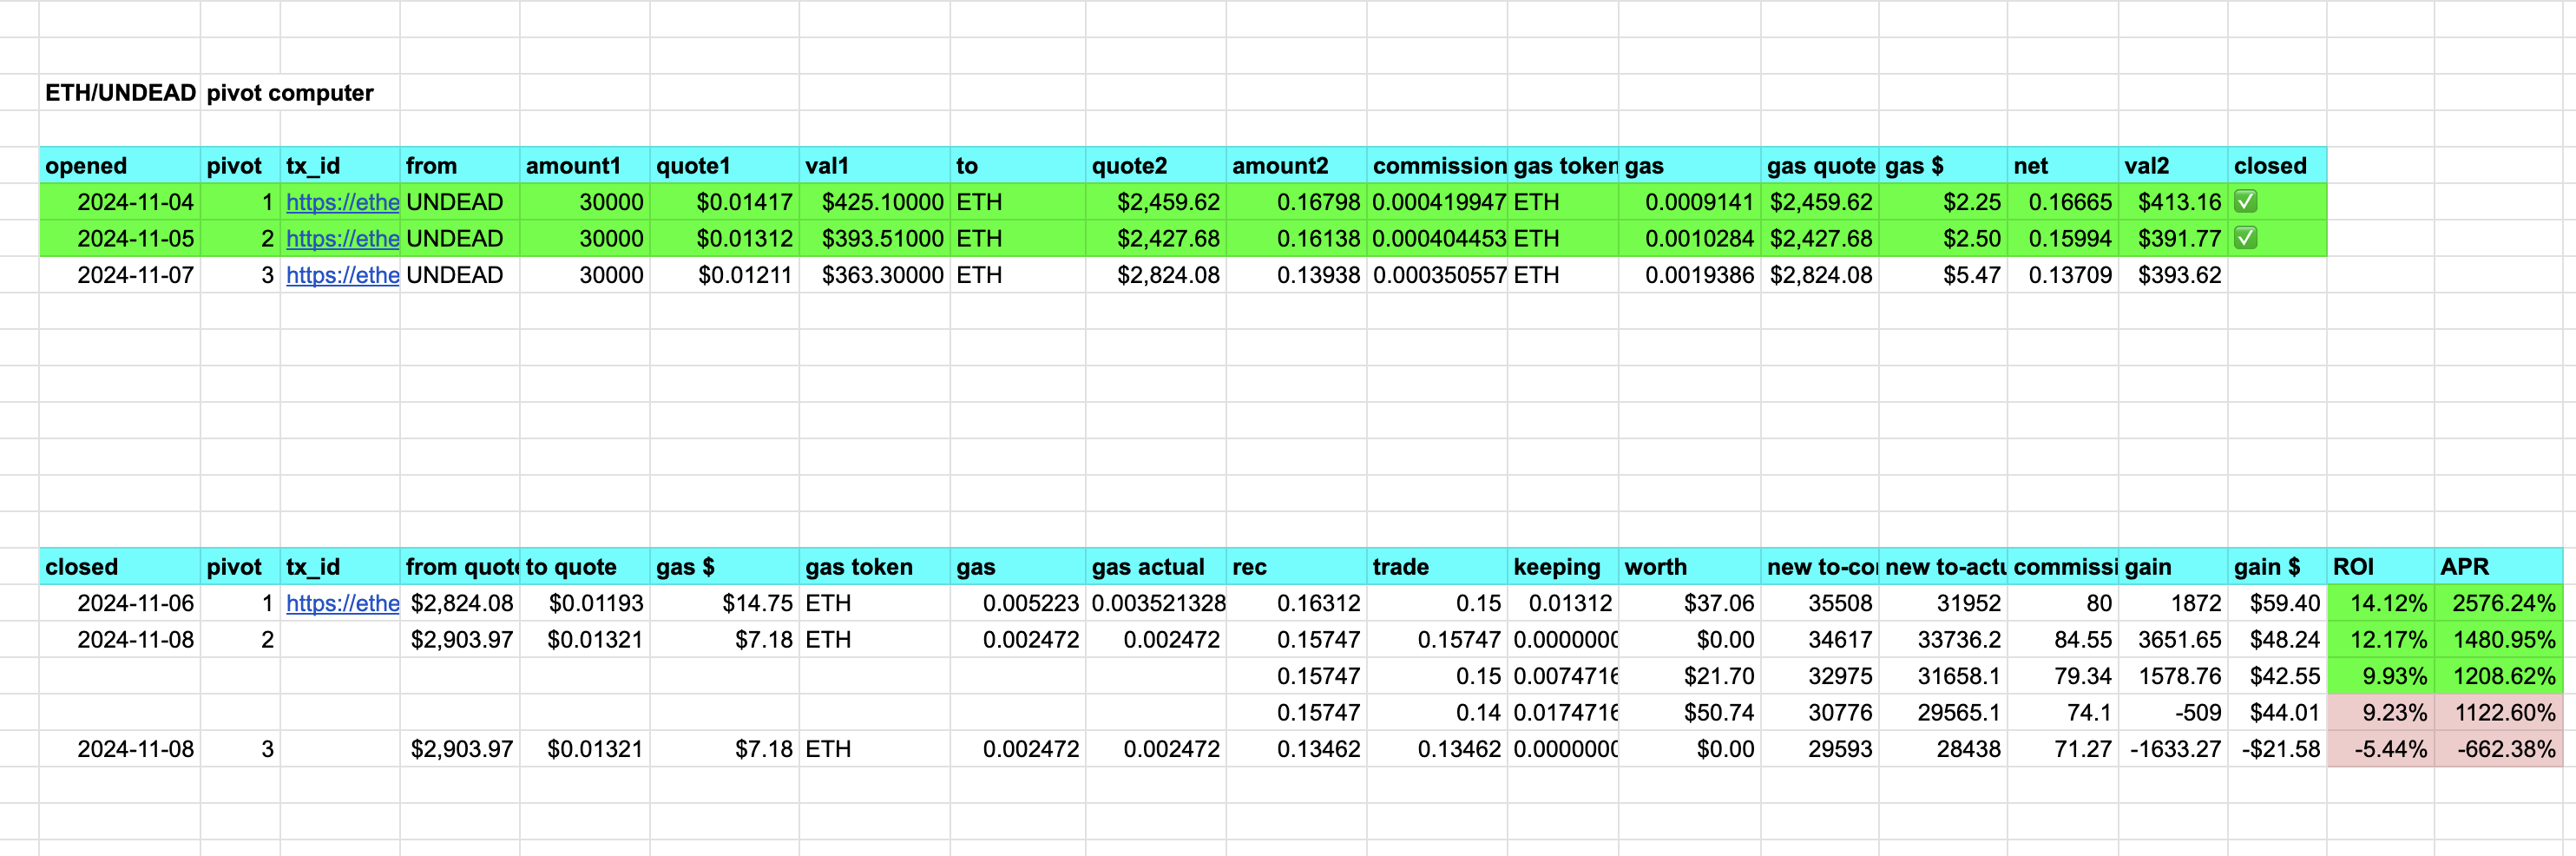 ETH/UNDEAD pivot computer
opened pivot tx_id from amount1 quote1 val1 to quote2 amount2 commission gas token gas gas quote gas $ net val2 closed
2024-11-04 1 https://ethe UNDEAD 30000 $0.01417 $425.10000 ETH $2,459.62 0.16798 0.000419947 ETH 0.0009141 $2,459.62 $2.25 0.16665 $413.16 ✅
2024-11-05 2 https://ethe UNDEAD 30000 $0.01312 $393.51000 ETH $2,427.68 0.16138 0.000404453 ETH 0.0010284 $2,427.68 $2.50 0.15994 $391.77 ✅
2024-11-07 3 https://ethe UNDEAD 30000 $0.01211 $363.30000 ETH $2,824.08 0.13938 0.000350557 ETH 0.0019386 $2,824.08 $5.47 0.13709 $393.62
closed pivot tx_id from quote to quote gas $ gas token gas gas actual rec trade keeping worth new to-co new to-actu commissi gain gain $ ROI APR
2024-11-06 1 https://ethe $2,824.08 $0.01193 $14.75 ETH 0.005223 0.003521328 0.16312 0.15 0.01312 $37.06 35508 31952 80 1872 $59.40 14.12% 2576.24%
2024-11-08 2 $2,903.97 $0.01321 $7.18 ETH 0.002472 0.002472 0.15747 0.15747 0.0000000 $0.00 34617 33736.2 84.55 3651.65 $48.24 12.17% 1480.95%
0.15747 0.15 0.0074716 $21.70 32975 31658.1 79.34 1578.76 $42.55 9.93% 1208.62%
0.15747 0.14 0.0174716 $50.74 30776 29565.1 74.1 -509 $44.01 9.23% 1122.60%
2024-11-08 3 $2,903.97 $0.01321 $7.18 ETH 0.002472 0.002472 0.13462 0.13462 0.0000000 $0.00 29593 28438 71.27 -1633.27 -$21.58 -5.44% -662.38%